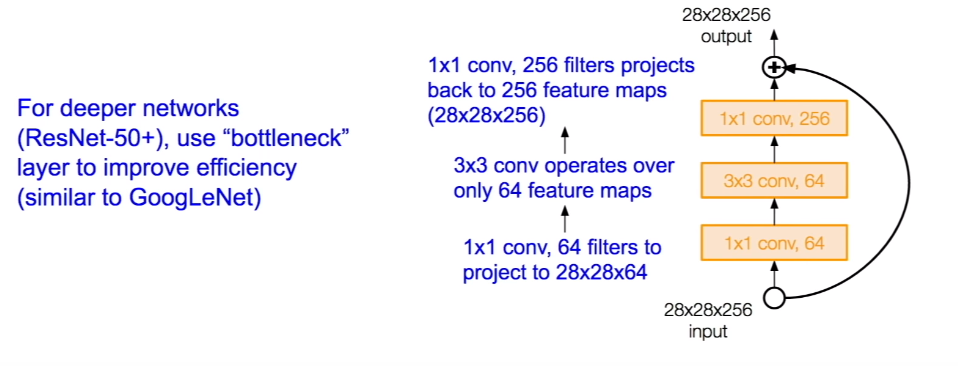 For deeper networks
(ResNet-50+), use “bottleneck”
layer to improve efficiency
(similar to GoogLeNet)
1x1 conv, 256 filters projects
back to 256 feature maps
(28x28x256)
3x3 conv operates over
only 64 feature maps
1x1 conv, 64 filters to
project to 28x28x64
28x28x256
output
+
1x1 conv, 256
3x3 conv, 64
1x1 conv, 64
28x28x256
input